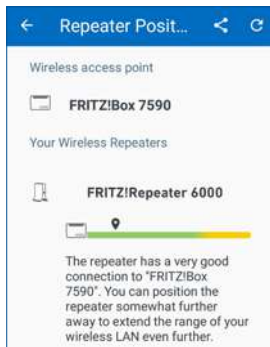 Repeater Posit...
Wireless access point
FRITZ!Box 7590
Your Wireless Repeaters
FRITZ!Repeater 6000
The repeater has a very good
connection to "FRITZ!Box
7590". You can position the
repeater somewhat further
away to extend the range of your
wireless LAN even further.